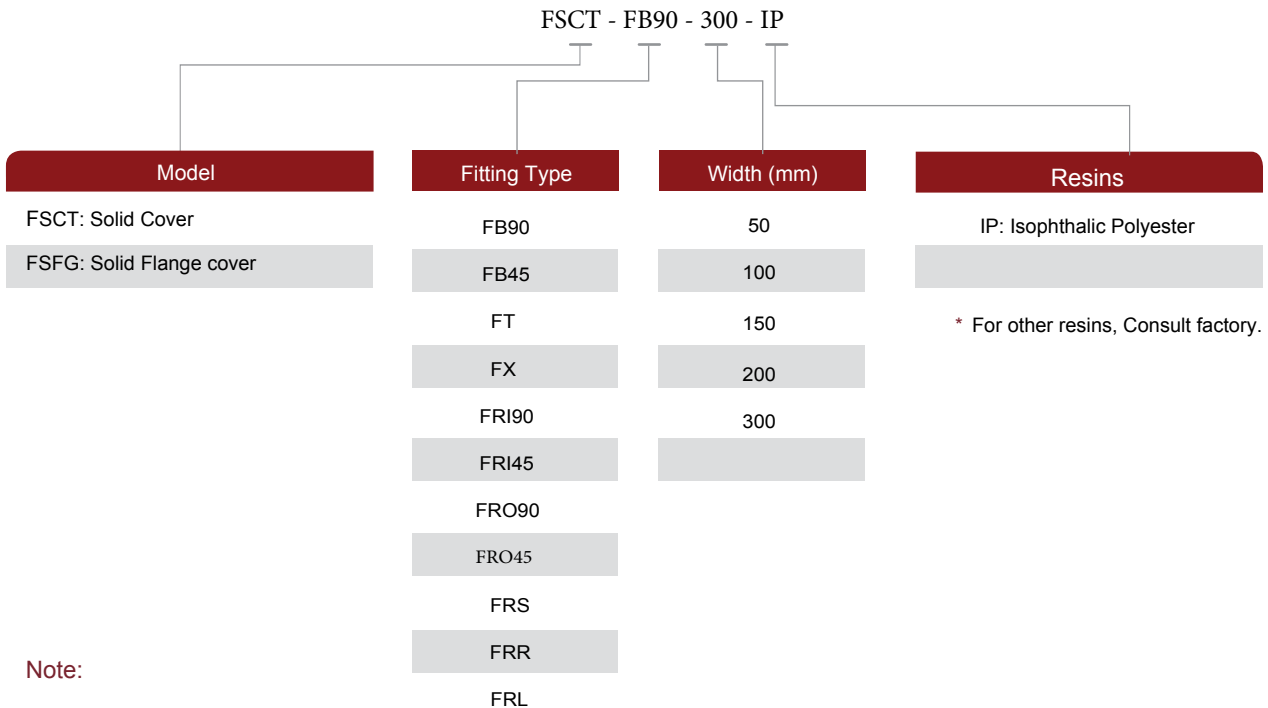 FSCT - FB90 - 300 - IP
Model
FSCT: Solid Cover
FSFG: Solid Flange cover
Fitting Type
FB90
FB45
FT
FX
FRI90
FRI45
FRO90
FRO45
FRS
FRR
FRL
Width (mm)
50
100
150
200
300
Resins
IP: Isophthalic Polyester
* For other resins, Consult factory.
Note: